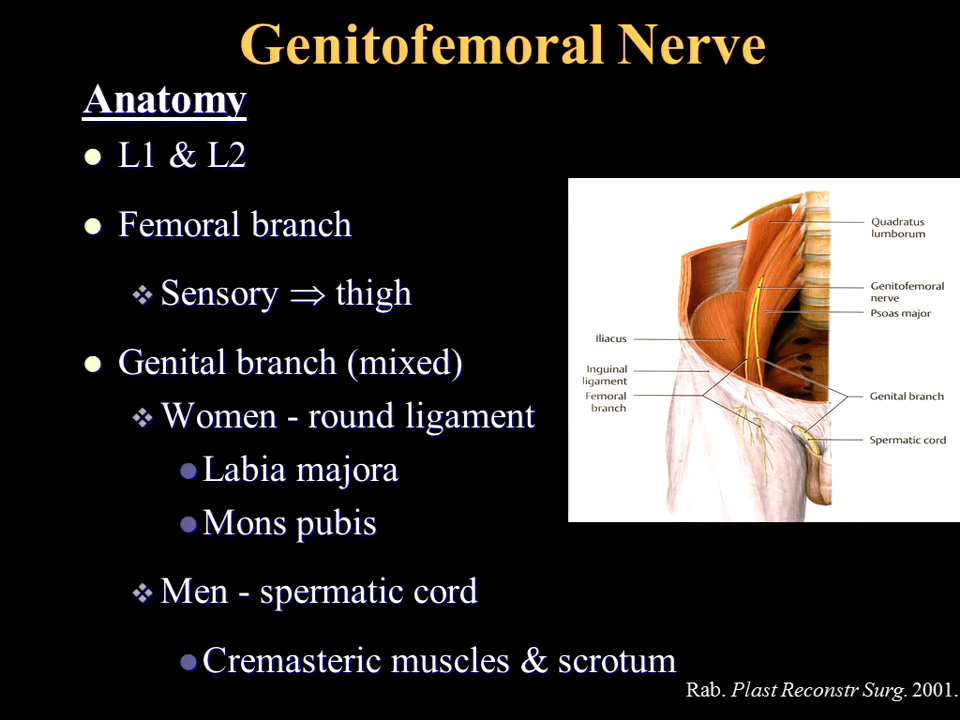 Genitofemoral Nerve
Anatomy
L1 & L2
Femoral branch
Sensory ⇒ thigh
Genital branch (mixed)
Women - round ligament
Labia majora
Mons pubis
Men - spermatic cord
Cremasteric muscles & scrotum
Quadratus
lumborum
Genitofemoral
nerve
Psoas major
Iliacus
Inguinal
ligament
Femoral
branch
Genital branch
Spermatic cord
Rab. Plast Reconstr Surg. 2001.